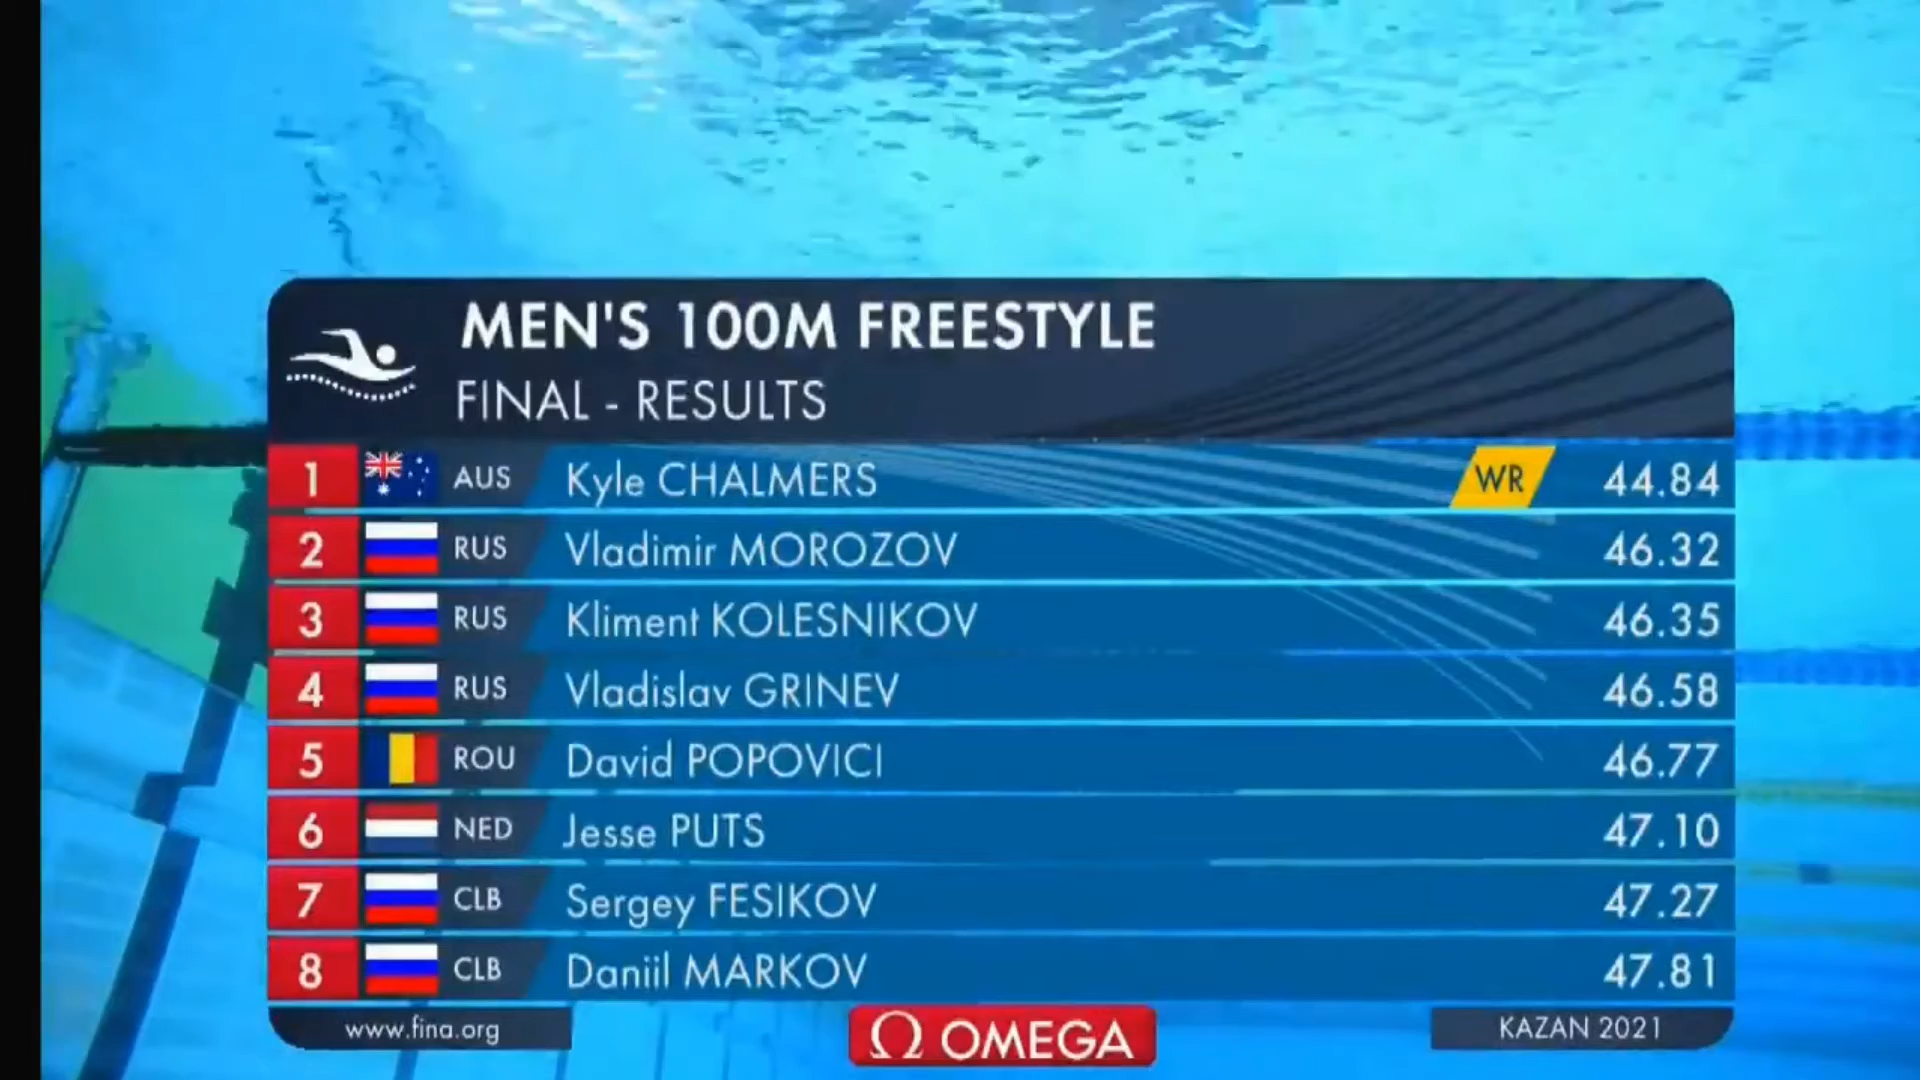 MEN'S 100M FREESTYLE
FINAL - RESULTS
1 AUS Kyle CHALMERS WR 44.84
2 RUS Vladimir MOROZOV 46.32
3 RUS Kliment KOLESNIKOV 46.35
4 RUS Vladislav GRINEV 46.58
5 ROU David POPOVICI 46.77
6 NED Jesse PUTS 47.10
7 CLB Sergey FESIKOV 47.27
8 CLB Daniil MARKOV 47.81
www.fina.org Ω OMEGA KAZAN 2021